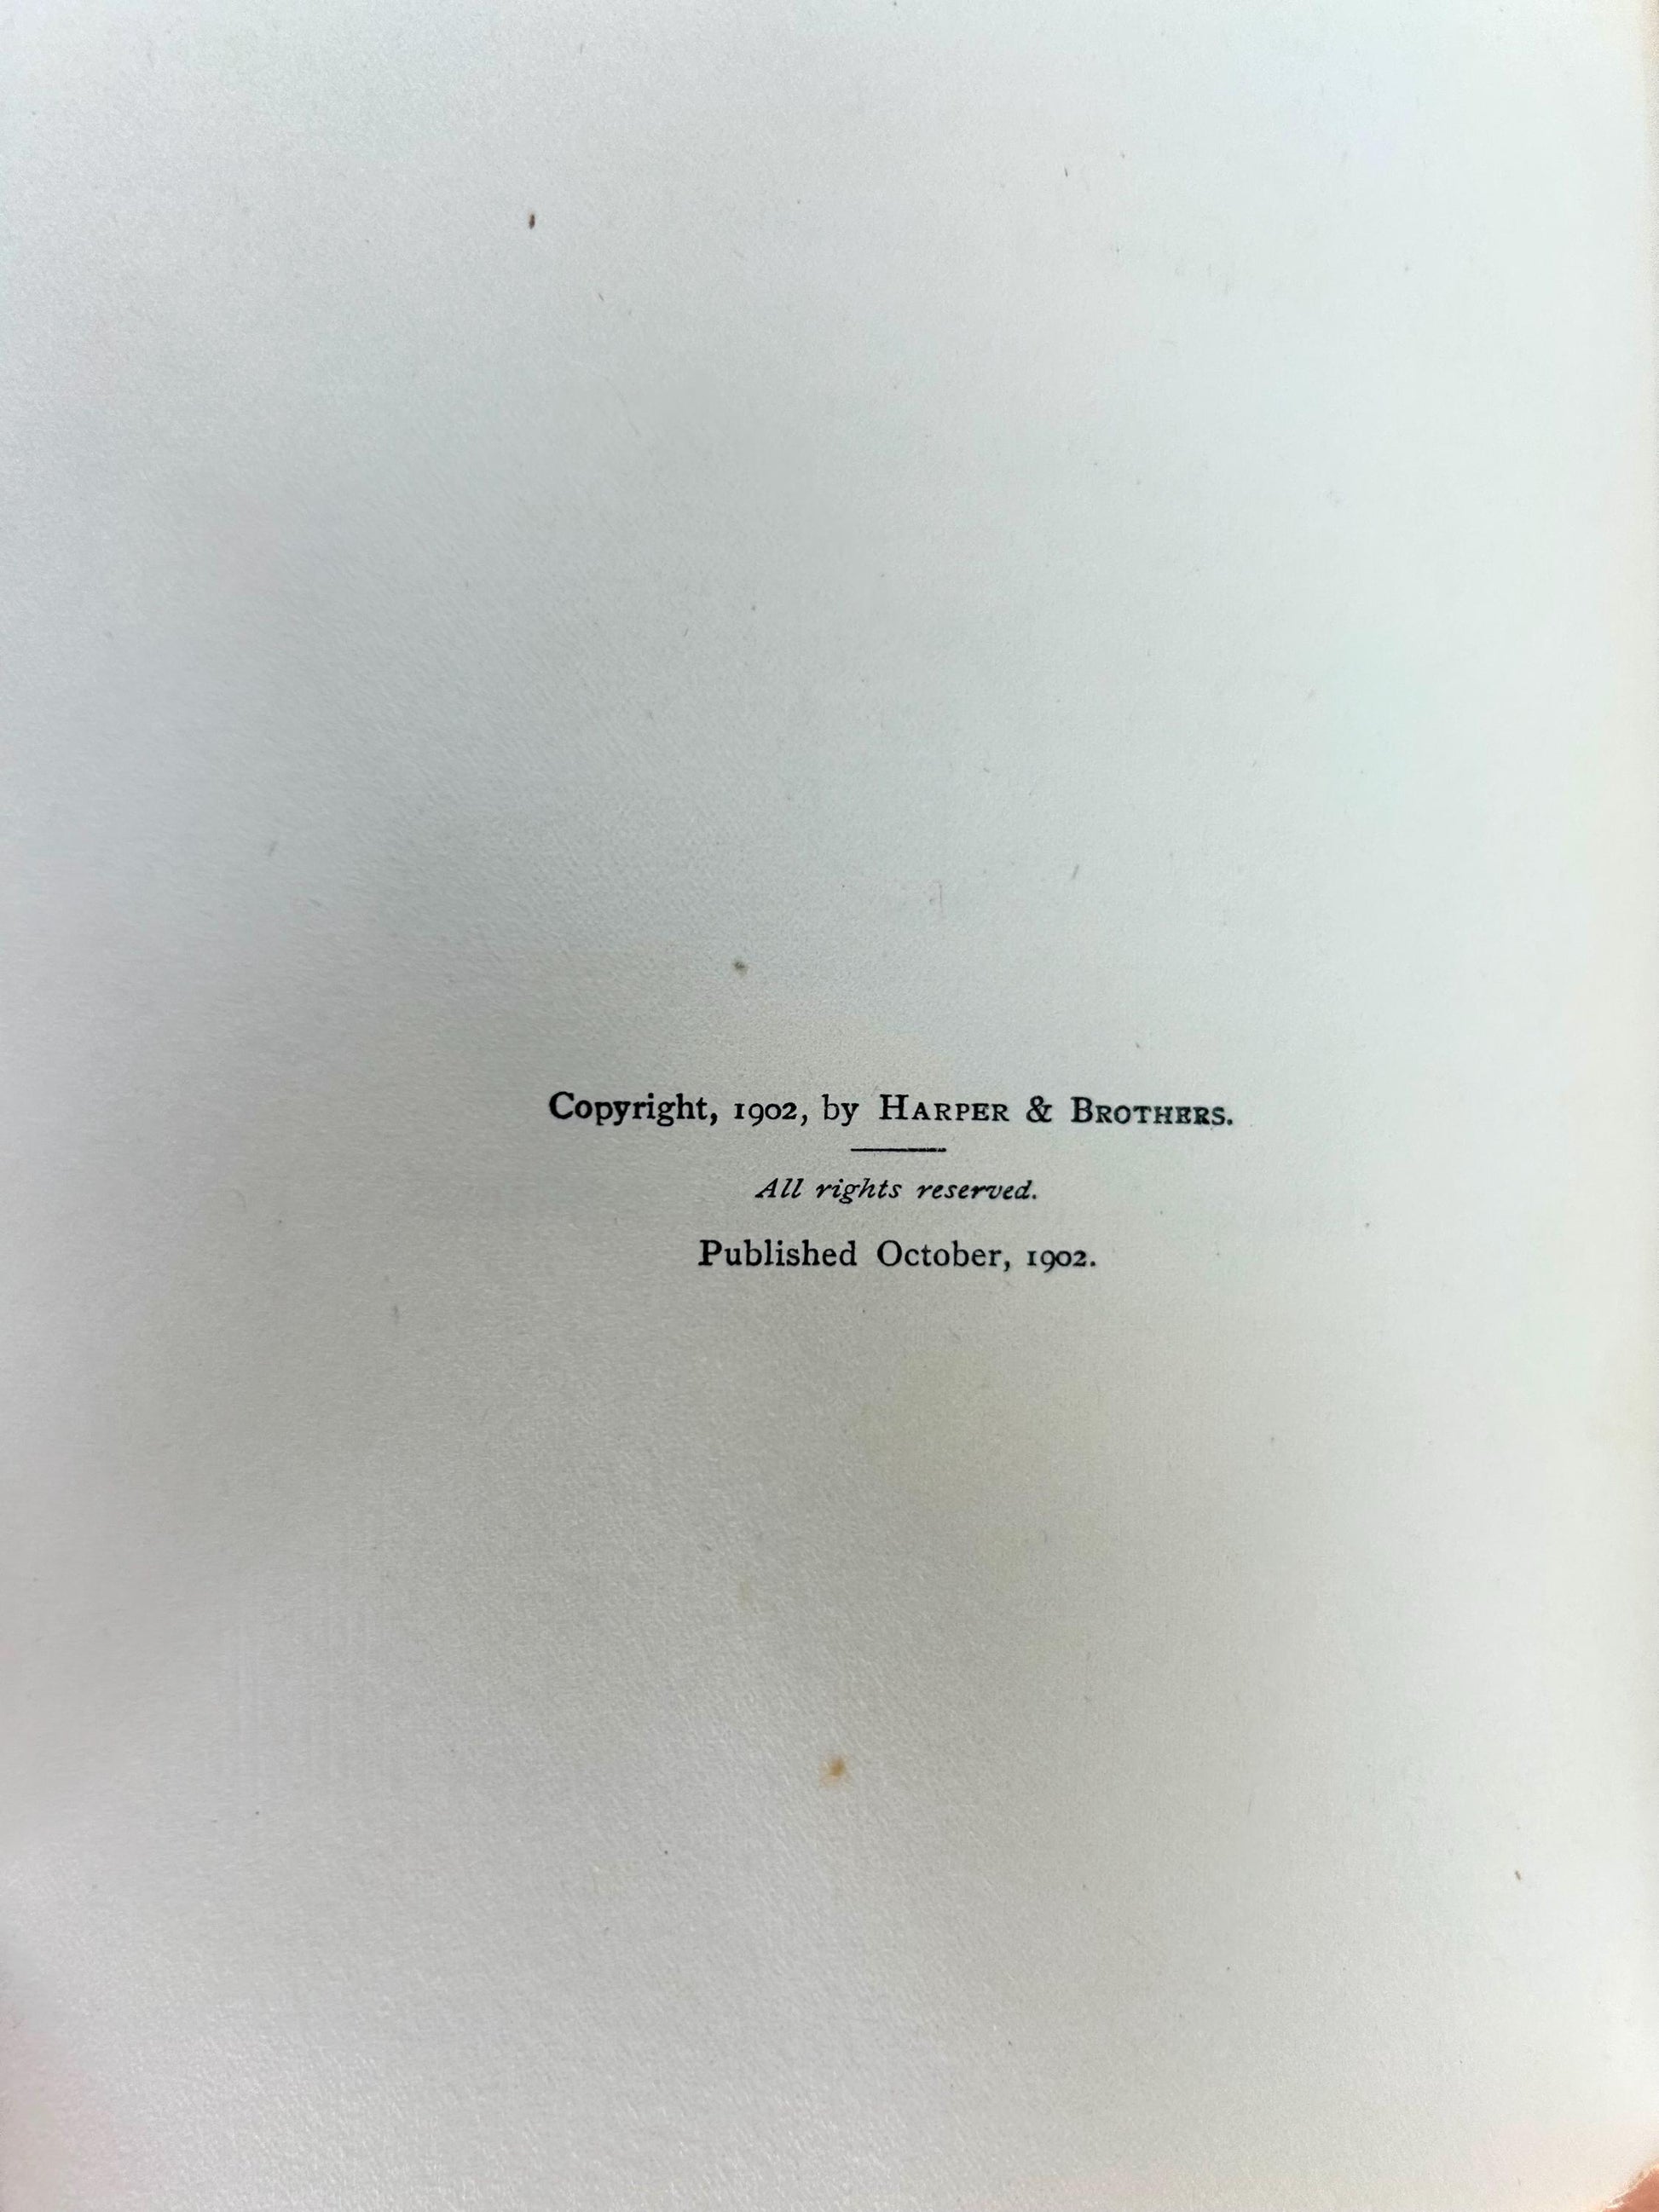 Copyright, 1902, by HARPER & BROTHERS.
All rights reserved.
Published October, 1902.